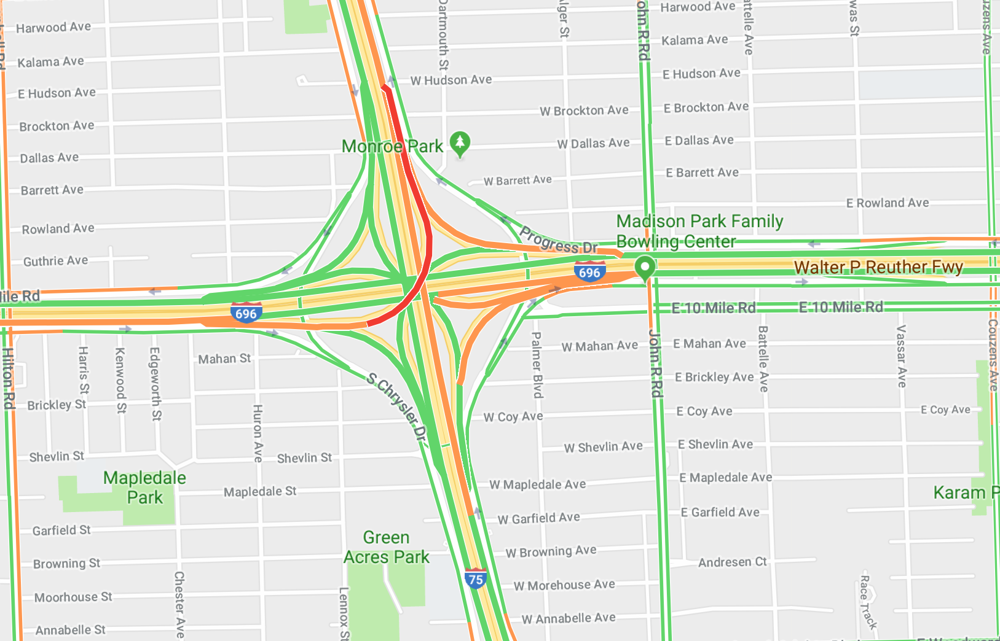 Harwood Ave
Dartmouth St
Alger St
John R Rd
Harwood Ave
Kalama Ave
Kalama Ave
W Hudson Ave
E Hudson Ave
E Hudson Ave
Couzens Ave
W Brockton Ave
E Brockton Ave
Brockton Ave
Monroe Park
W Dallas Ave
E Dallas Ave
Dallas Ave
W Barrett Ave
E Barrett Ave
Barrett Ave
E Rowland Ave
Rowland Ave
Madison Park Family
Bowling Center
Progress Dr
Guthrie Ave
696
Walter P Reuther Fwy
Mile Rd
696
E 10 Mile Rd
E 10 Mile Rd
Hilton Rd
Harris St
Kenwood St
Edgeworth St
Mahan St
Palmer Blvd
W Mahan Ave
John R Rd
E Mahan Ave
Battelle Ave
Vassar Ave
Couzens Ave
S Chrysler Dr
E Brickley Ave
Brickley St
Huron Ave
W Coy Ave
E Coy Ave
E Coy Ave
Shevlin St
Shevlin St
W Shevlin Ave
E Shevlin Ave
Mapledale
Park
Mapledale St
W Mapledale Ave
E Mapledale Ave
Karam P
Garfield St
W Garfield Ave
E Garfield Ave
Green
Acres Park
Browning St
W Browning Ave
Andresen Ct
75
Chester Ave
Lennox St
Moorhouse St
W Morehouse Ave
Race Track
Annabelle St
W Annabelle Ave